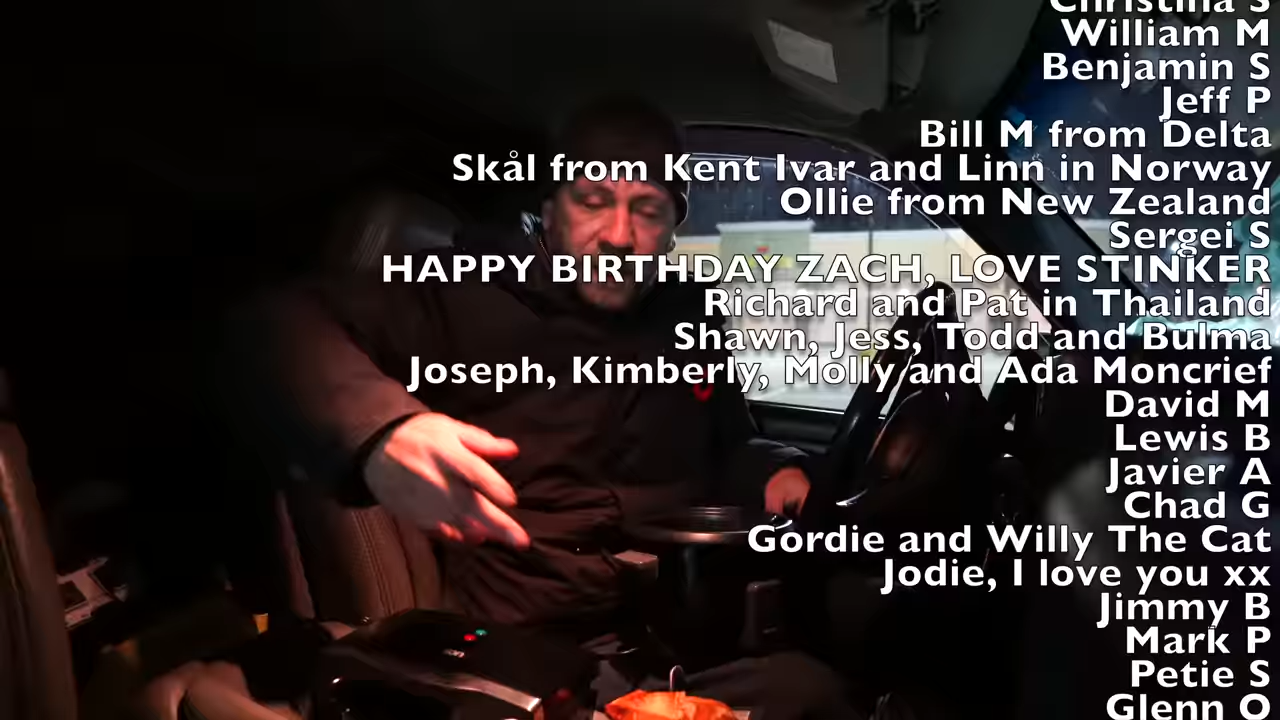 Christina S
William M
Benjamin S
Jeff P
Bill M from Delta
Skål from Kent Ivar and Linn in Norway
Ollie from New Zealand
Sergei S
HAPPY BIRTHDAY ZACH, LOVE STINKER
Richard and Pat in Thailand
Shawn, Jess, Todd and Bulma
Joseph, Kimberly, Molly and Ada Moncrief
David M
Lewis B
Javier A
Chad G
Gordie and Willy The Cat
Jodie, I love you xx
Jimmy B
Mark P
Petie S
Glenn O